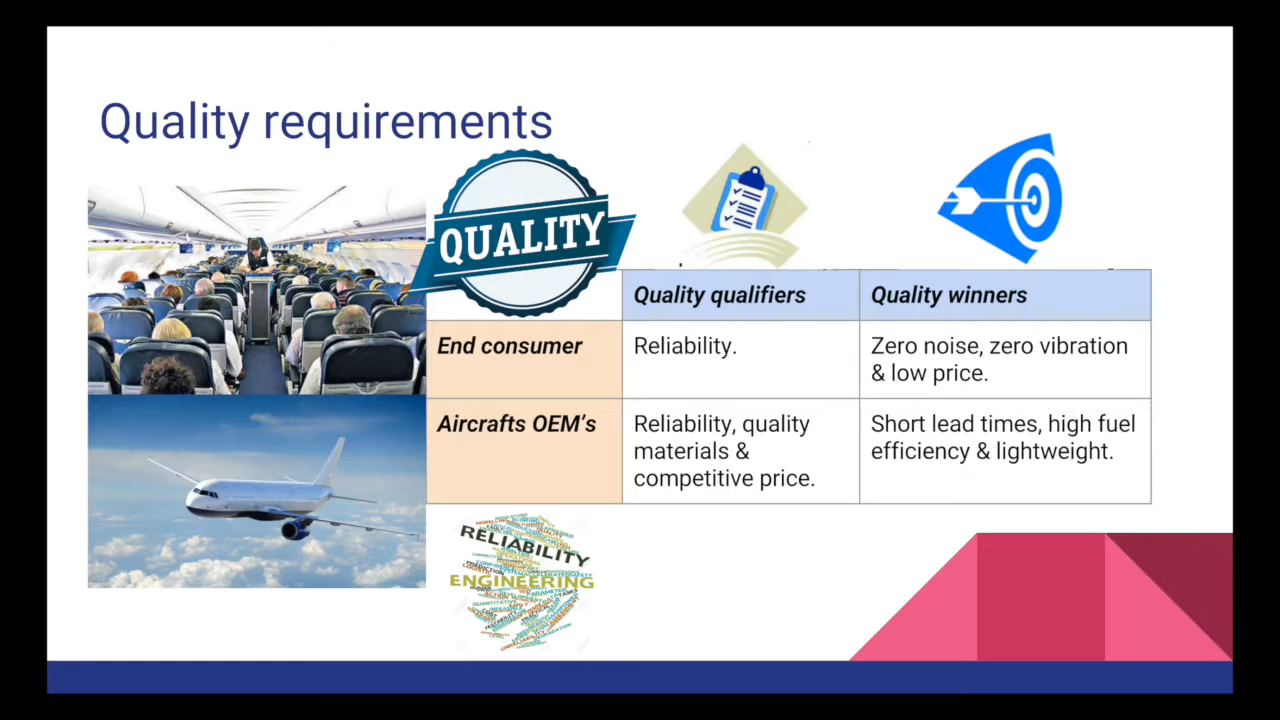 Quality requirements
QUALITY
Quality qualifiers
Quality winners
End consumer
Reliability.
Zero noise, zero vibration
& low price.
Aircrafts OEM's
Reliability, quality
materials &
competitive price.
Short lead times, high fuel
efficiency & lightweight.
RELIABILITY
ENGINEERING